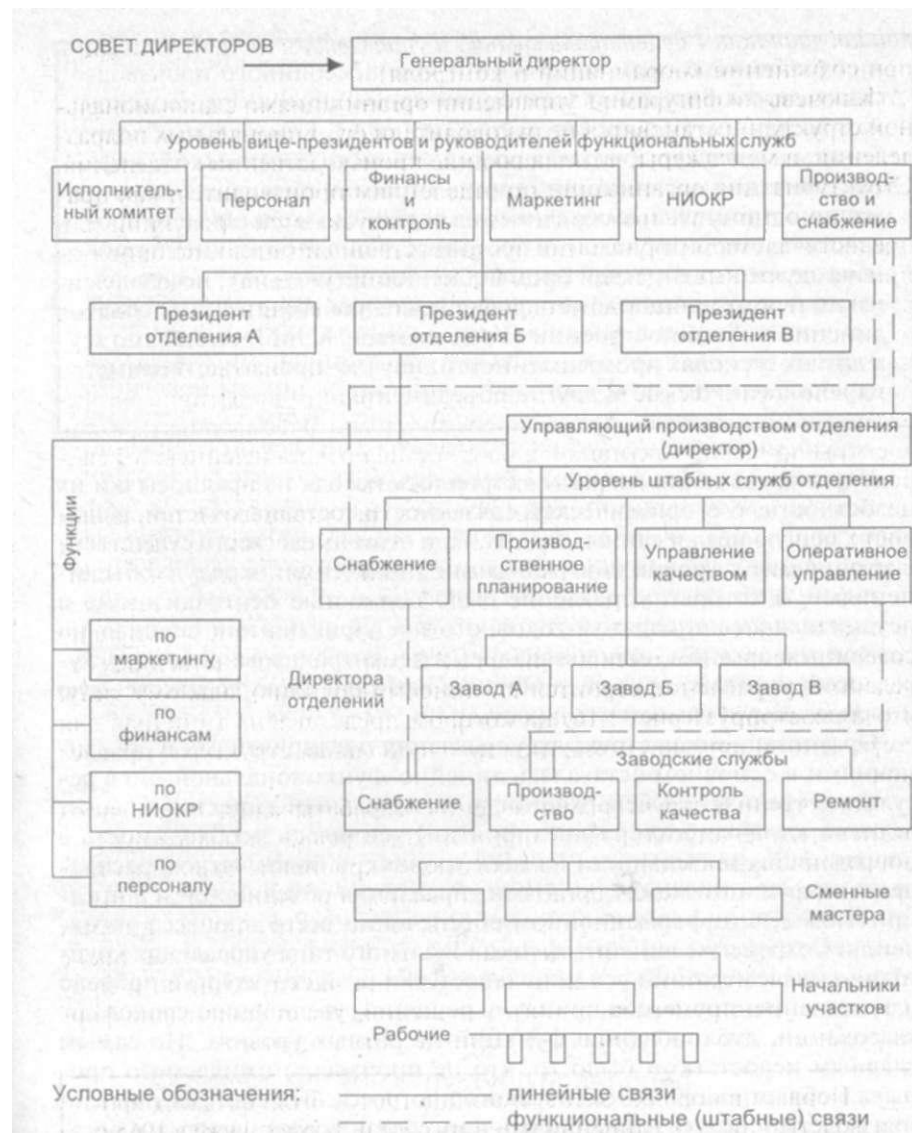 СОВЕТ ДИРЕКТОРОВ
Генеральный директор
Уровень вице-президентов и руководителей функциональных служб
Исполнитель-
ный комитет
Персонал
Финансы
и
контроль
Маркетинг
НИОКР
Производ-
ство и
снабжение
Президент
отделения А
Президент
отделения Б
Президент
отделения В
Управляющий производством отделения
(директор)
Уровень штабных служб отделения
Функции
Снабжение
Производ-
ственное
планирование
Управление
качеством
Оперативное
управление
по
маркетингу
по
финансам
по
НИОКР
по
персоналу
Директора
отделений
Завод А
Завод Б
Завод В
Заводские службы
Снабжение
Производ-
ство
Контроль
качества
Ремонт
Сменные
мастера
Начальники
участков
Рабочие
Условные обозначения:
линейные связи
функциональные (штабные) связи